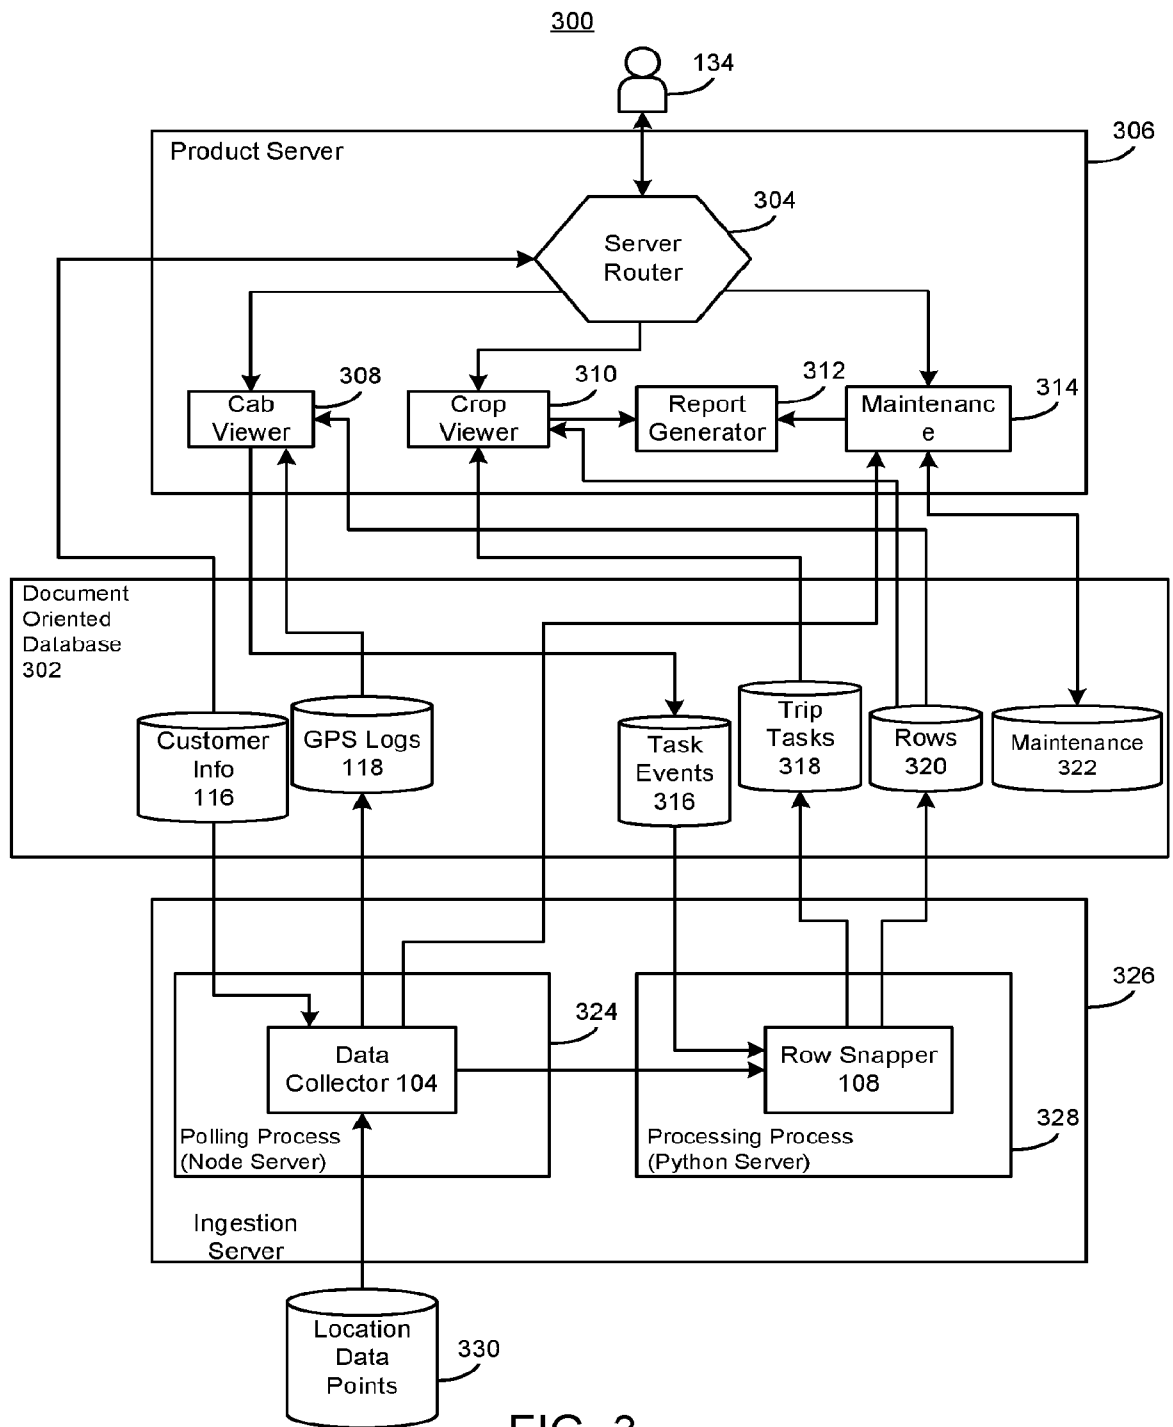 300
134
306
Product Server
304
Server
Router
308
310
312
314
Cab
Viewer
Crop
Viewer
Report
Generator
Maintenanc
e
Document
Oriented
Database
302
Customer
Info
116
GPS Logs
118
Task
Events
316
Trip
Tasks
318
Rows
320
Maintenance
322
326
324
Data
Collector 104
Row Snapper
108
328
Polling Process
(Node Server)
Processing Process
(Python Server)
Ingestion
Server
Location
Data
Points
330
FIG. 3